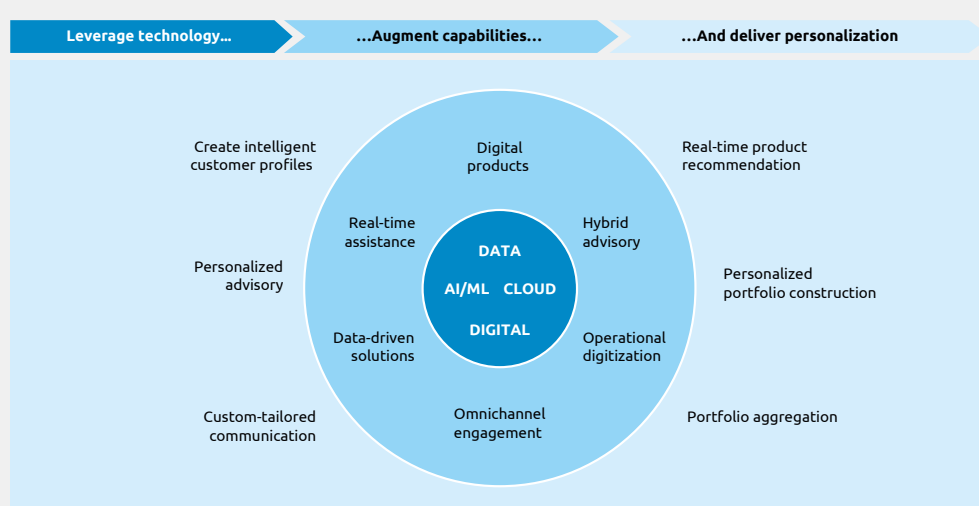 Leverage technology...
...Augment capabilities...
...And deliver personalization
Create intelligent
customer profiles
Digital
products
Real-time product
recommendation
Real-time
assistance
Hybrid
advisory
DATA
Personalized
advisory
AI/ML CLOUD
Personalized
portfolio construction
DIGITAL
Data-driven
solutions
Operational
digitization
Custom-tailored
communication
Omnichannel
engagement
Portfolio aggregation